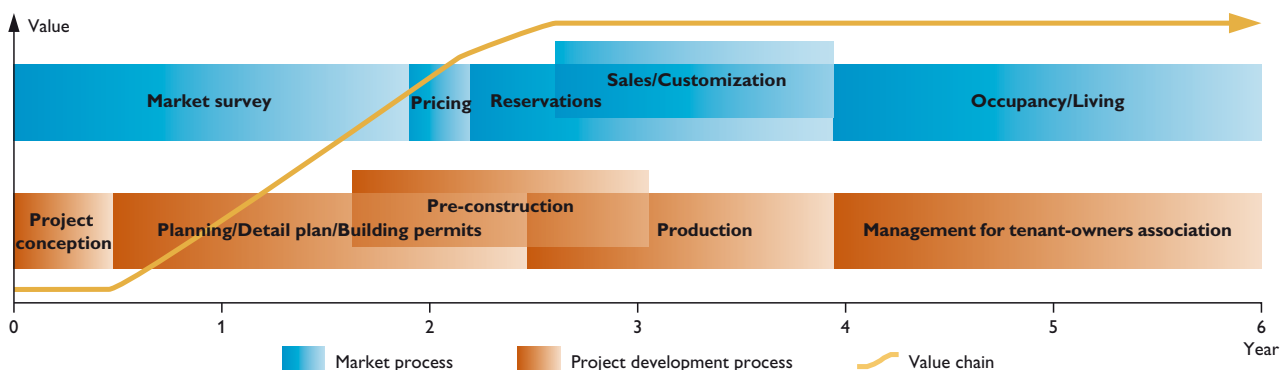 Value
Sales/Customization
Market survey
Pricing
Reservations
Occupancy/Living
Project
conception
Pre-construction
Planning/Detail plan/Building permits
Production
Management for tenant-owners association
0
1
2
3
4
5
6
Year
Market process
Project development process
Value chain